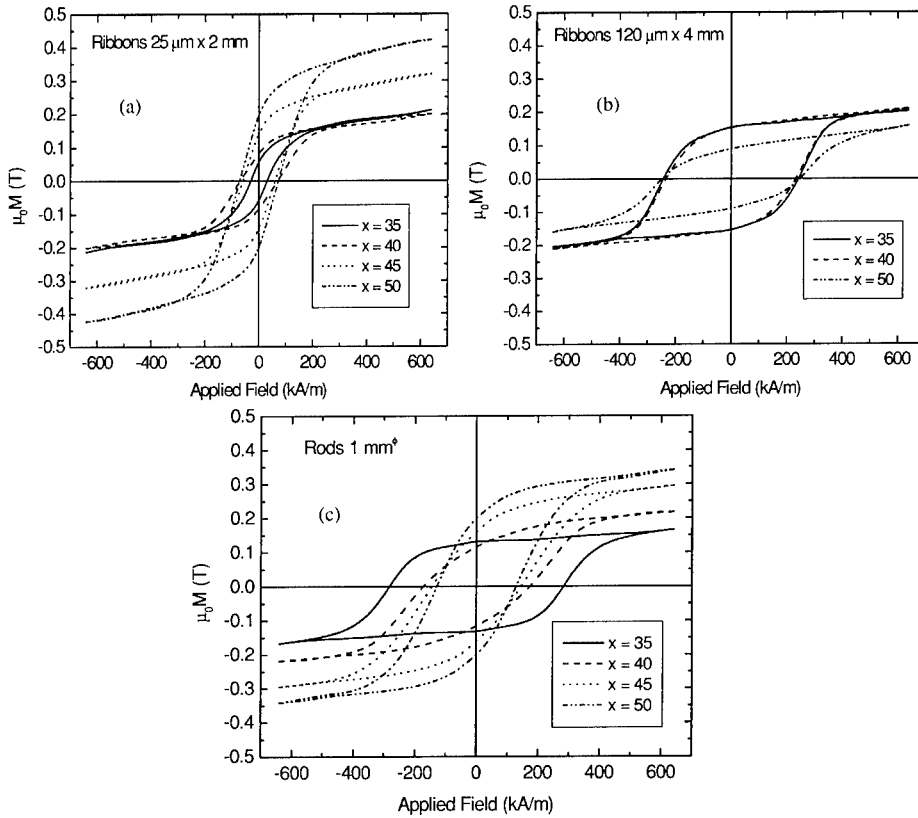 Ribbons 25 μm x 2 mm
(a)
0.5
0.4
0.3
0.2
0.1
0.0
-0.1
-0.2
-0.3
-0.4
-0.5
μ₀M (T)
x = 35
x = 40
x = 45
x = 50
-600 -400 -200 0 200 400 600
Applied Field (kA/m)
Ribbons 120 μm x 4 mm
(b)
0.5
0.4
0.3
0.2
0.1
0.0
-0.1
-0.2
-0.3
-0.4
-0.5
μ₀M (T)
x = 35
x = 40
x = 50
-600 -400 -200 0 200 400 600
Applied Field (kA/m)
Rods 1 mm^ϕ
(c)
0.5
0.4
0.3
0.2
0.1
0.0
-0.1
-0.2
-0.3
-0.4
-0.5
μ₀M (T)
x = 35
x = 40
x = 45
x = 50
-600 -400 -200 0 200 400 600
Applied Field (kA/m)